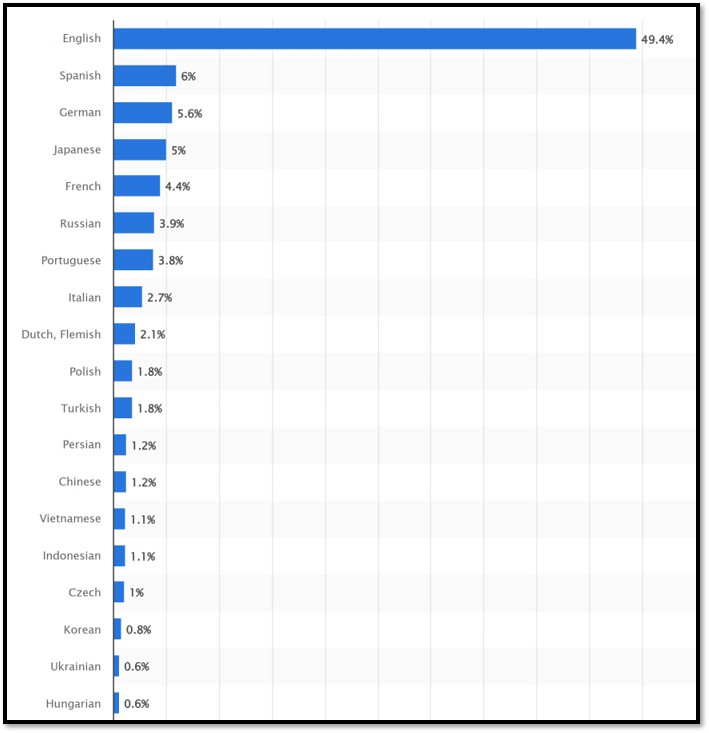 English 49.4%
Spanish 6%
German 5.6%
Japanese 5%
French 4.4%
Russian 3.9%
Portuguese 3.8%
Italian 2.7%
Dutch, Flemish 2.1%
Polish 1.8%
Turkish 1.8%
Persian 1.2%
Chinese 1.2%
Vietnamese 1.1%
Indonesian 1.1%
Czech 1%
Korean 0.8%
Ukrainian 0.6%
Hungarian 0.6%